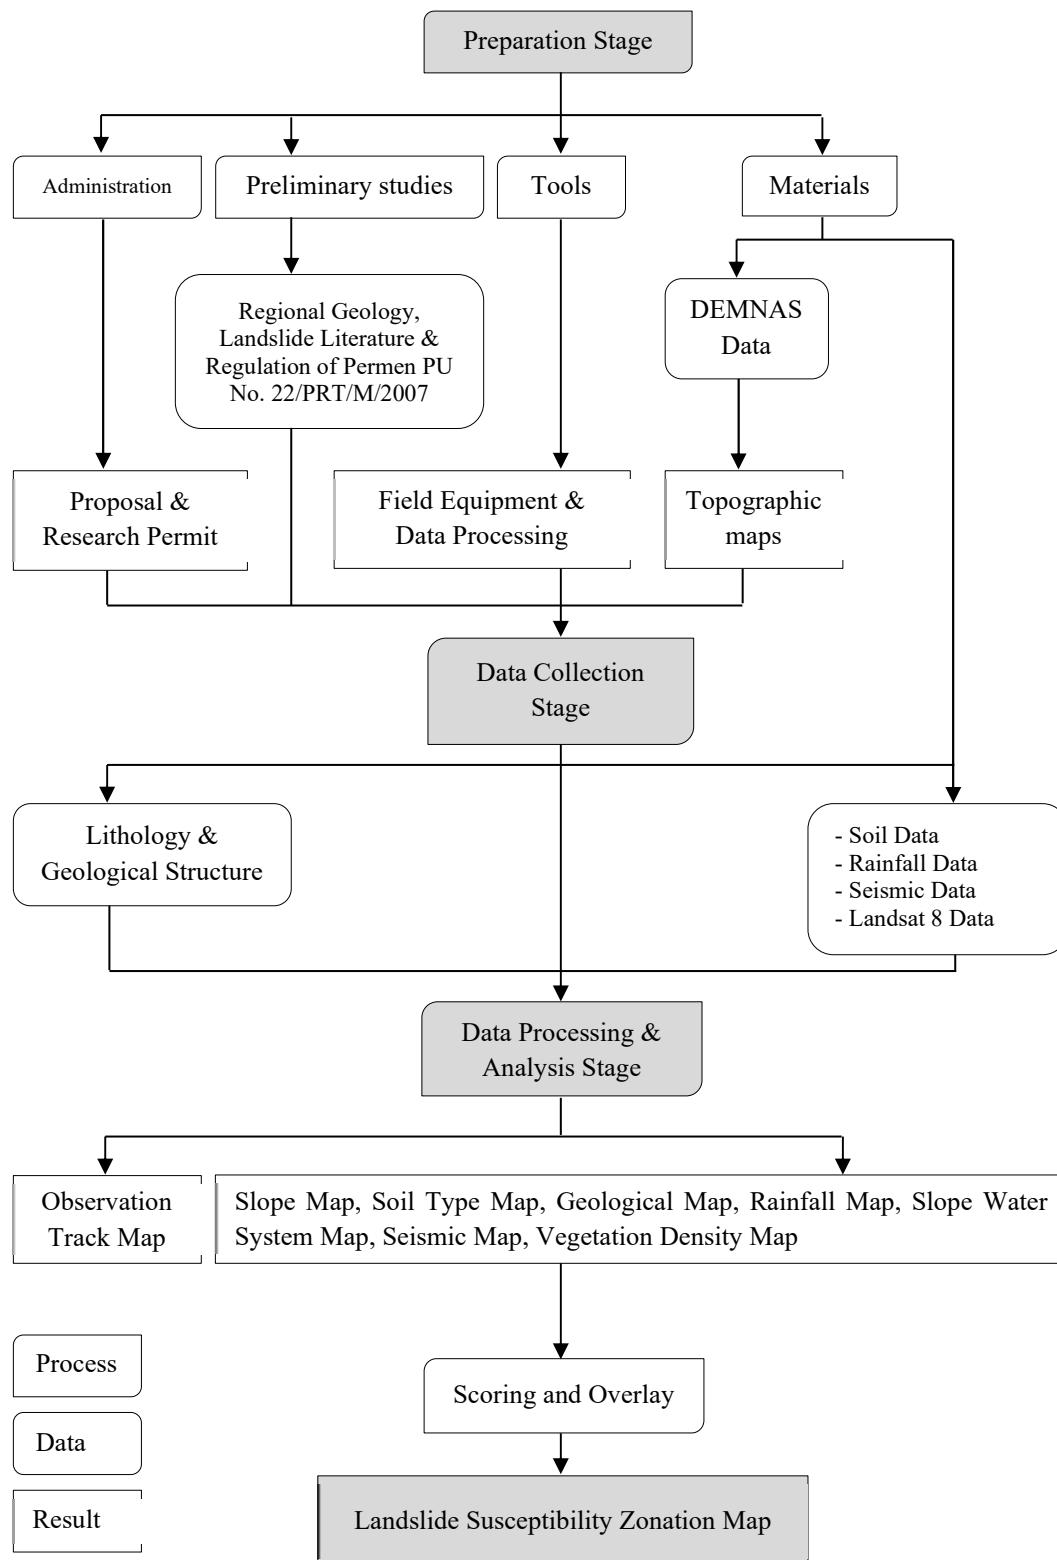 Preparation Stage
Administration
Preliminary studies
Tools
Materials
Regional Geology,
Landslide Literature &
Regulation of Permen PU
No. 22/PRT/M/2007
DEMNAS
Data
Proposal &
Research Permit
Field Equipment &
Data Processing
Topographic
maps
Data Collection
Stage
Lithology &
Geological Structure
- Soil Data
- Rainfall Data
- Seismic Data
- Landsat 8 Data
Data Processing &
Analysis Stage
Observation
Track Map
Slope Map, Soil Type Map, Geological Map, Rainfall Map, Slope Water
System Map, Seismic Map, Vegetation Density Map
Process
Scoring and Overlay
Data
Result
Landslide Susceptibility Zonation Map